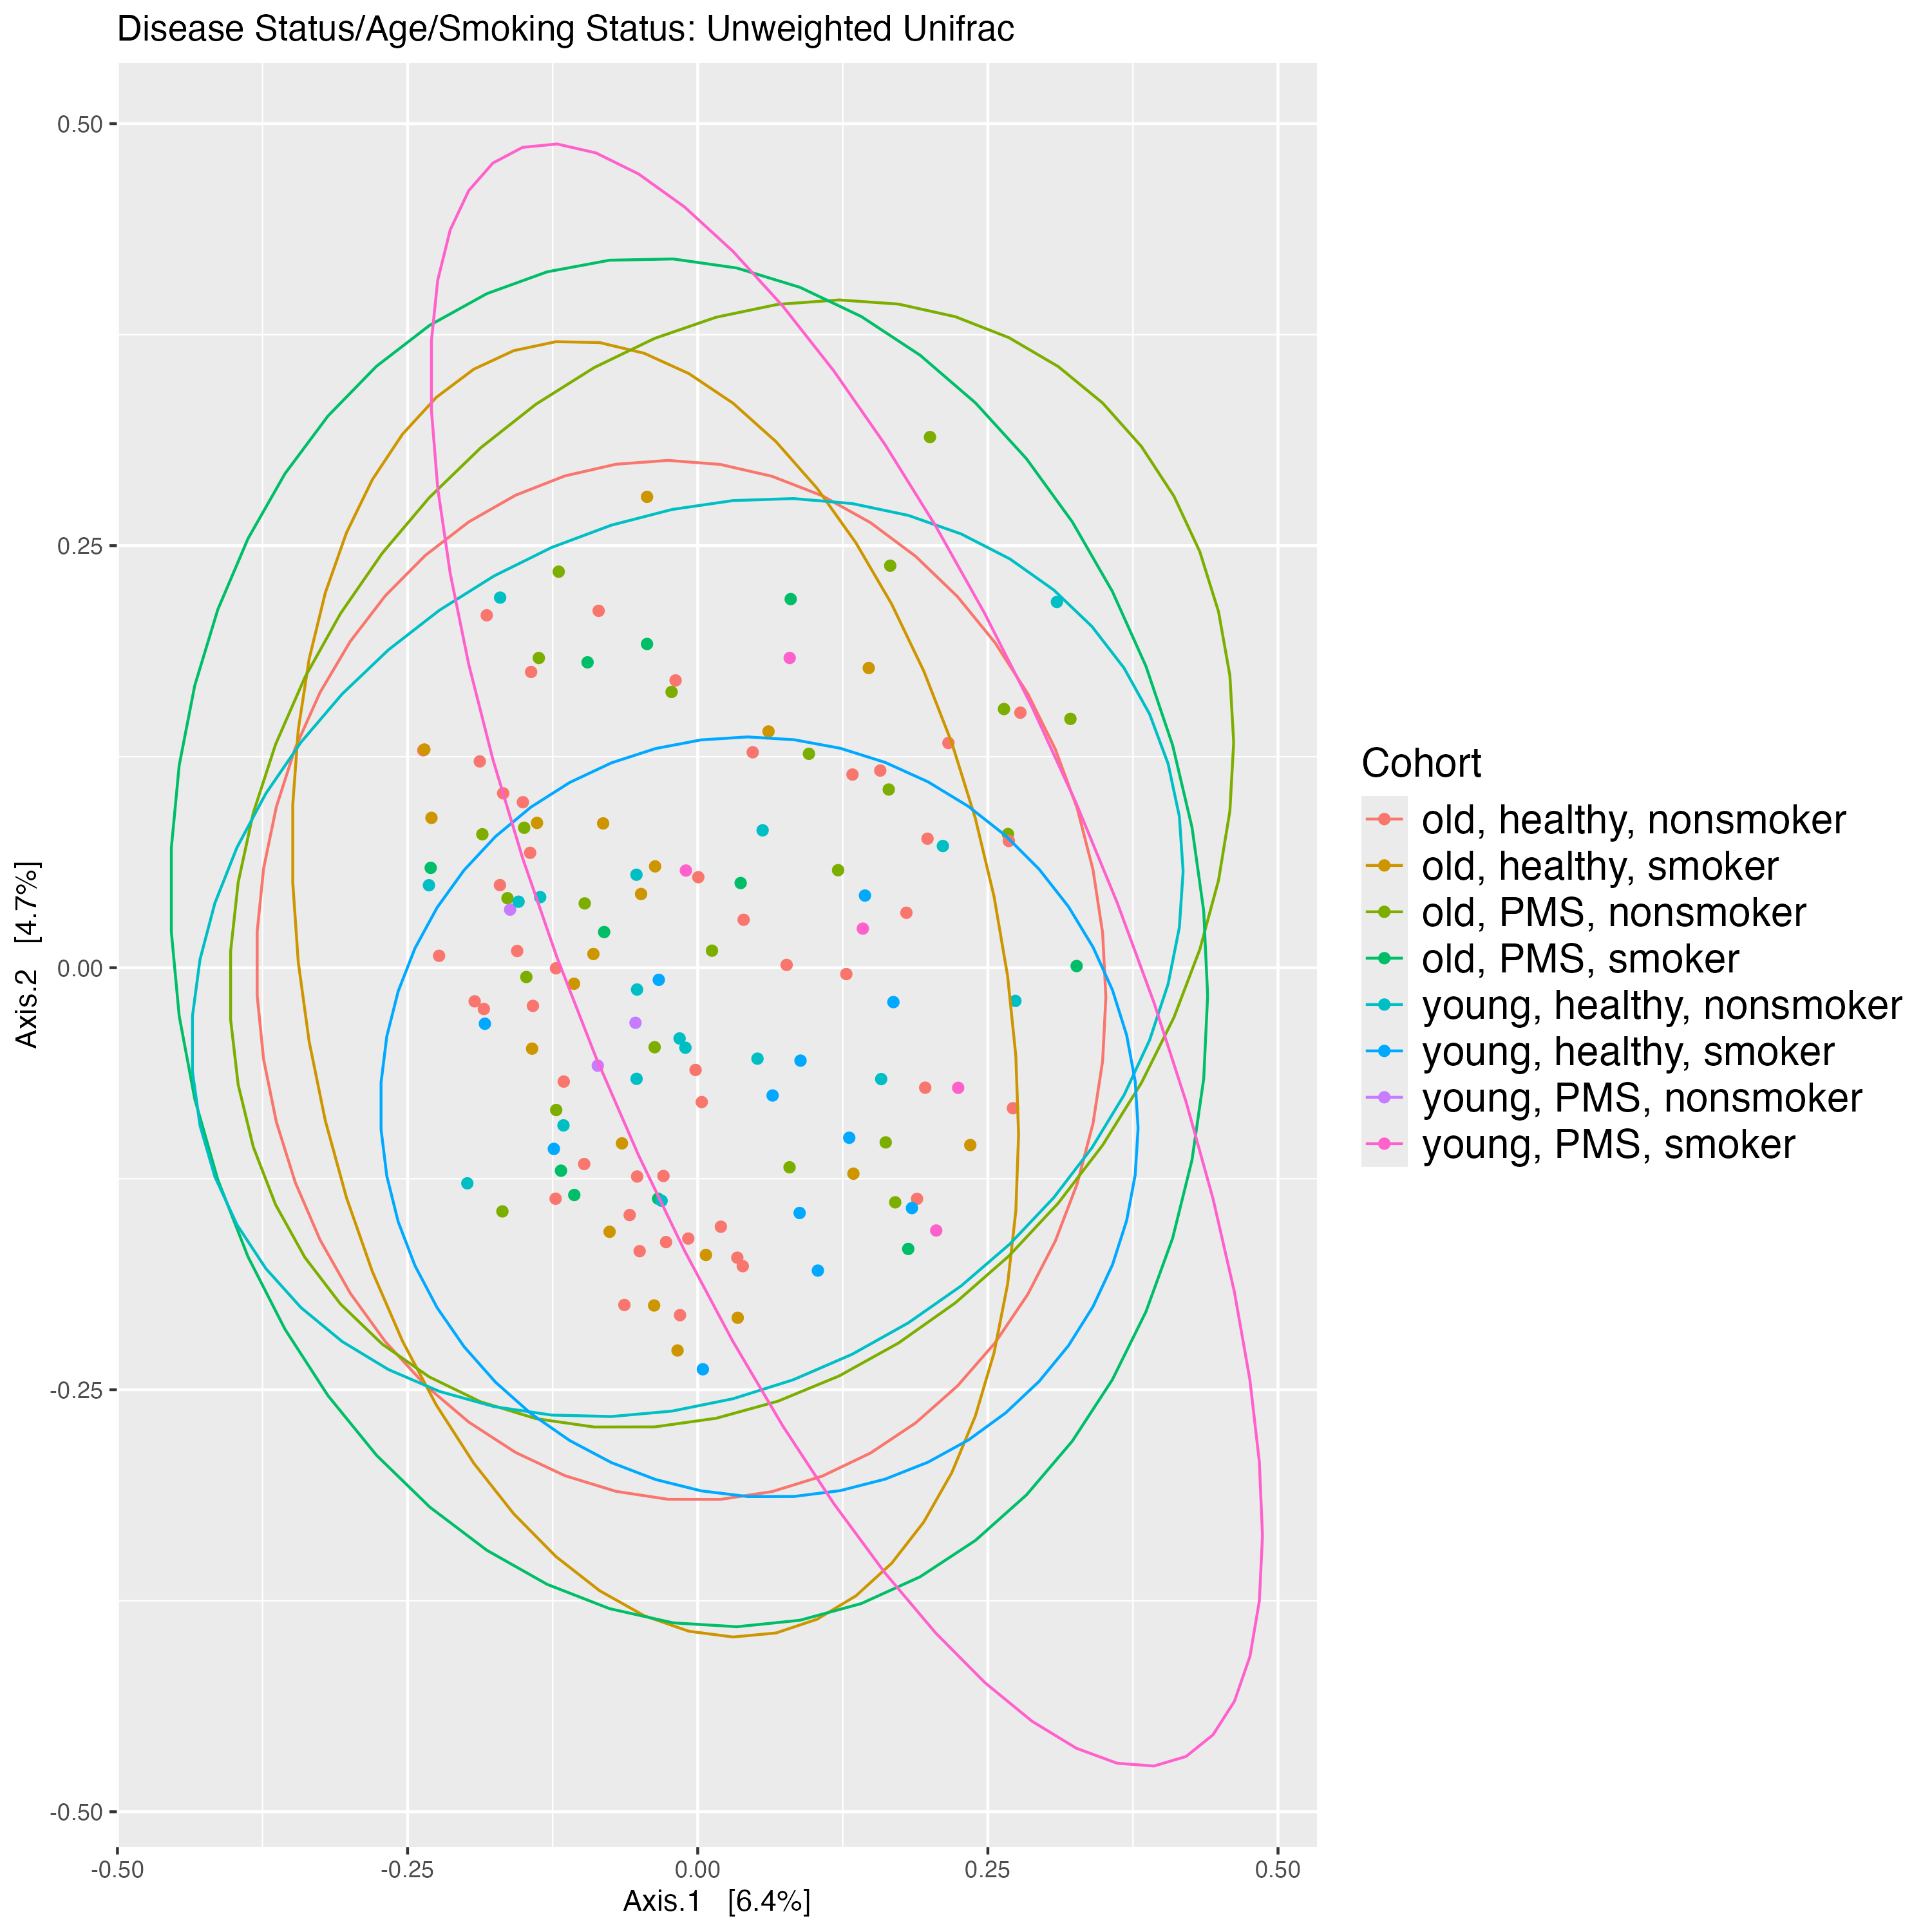 Disease Status/Age/Smoking Status: Unweighted Unifrac
0.50
0.25
0.00
-0.25
-0.50
Axis.2 [4.7%]
-0.50 -0.25 0.00 0.25 0.50
Axis.1 [6.4%]
Cohort
old, healthy, nonsmoker
old, healthy, smoker
old, PMS, nonsmoker
old, PMS, smoker
young, healthy, nonsmoker
young, healthy, smoker
young, PMS, nonsmoker
young, PMS, smoker